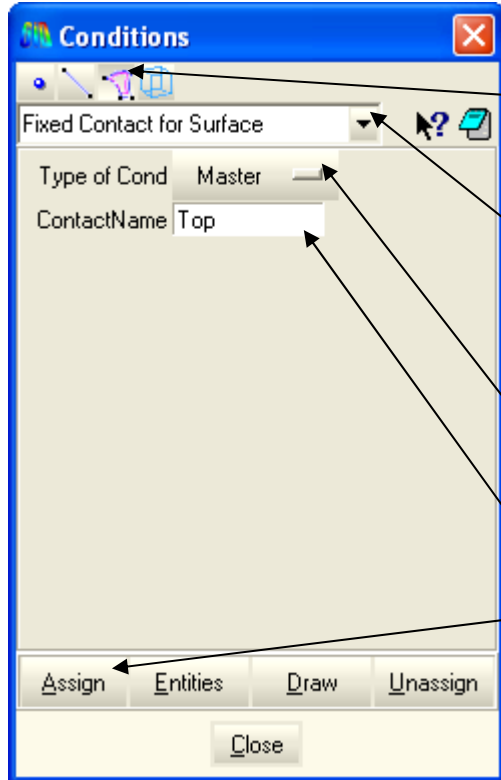 Conditions
Fixed Contact for Surface
?
Type of Cond Master
ContactName Top
Assign Entities Draw Unassign
Close